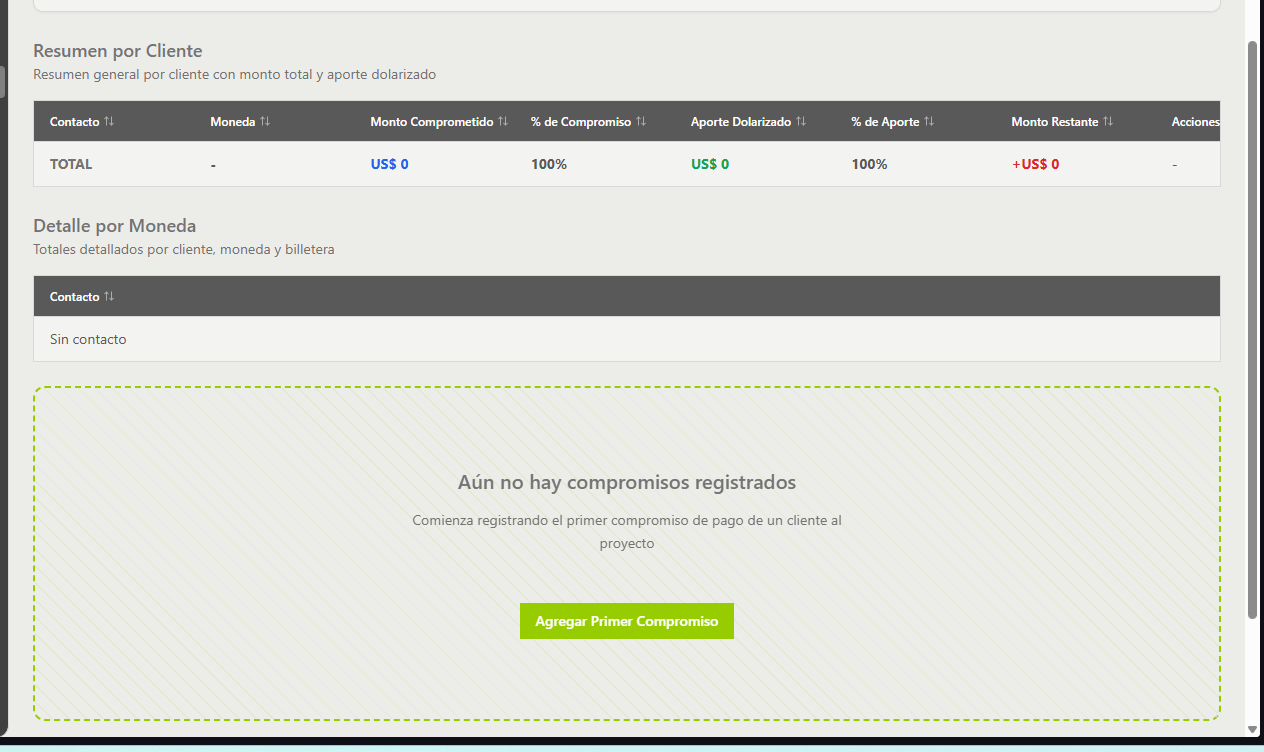 Resumen por Cliente
Resumen general por cliente con monto total y aporte dolarizado
Contacto ↑↓ Moneda ↑↓ Monto Comprometido ↑↓ % de Compromiso ↑↓ Aporte Dolarizado ↑↓ % de Aporte ↑↓ Monto Restante ↑↓ Acciones
TOTAL - US$ 0 100% US$ 0 100% +US$ 0 -
Detalle por Moneda
Totales detallados por cliente, moneda y billetera
Contacto ↑↓
Sin contacto
Aún no hay compromisos registrados
Comienza registrando el primer compromiso de pago de un cliente al
proyecto
Agregar Primer Compromiso